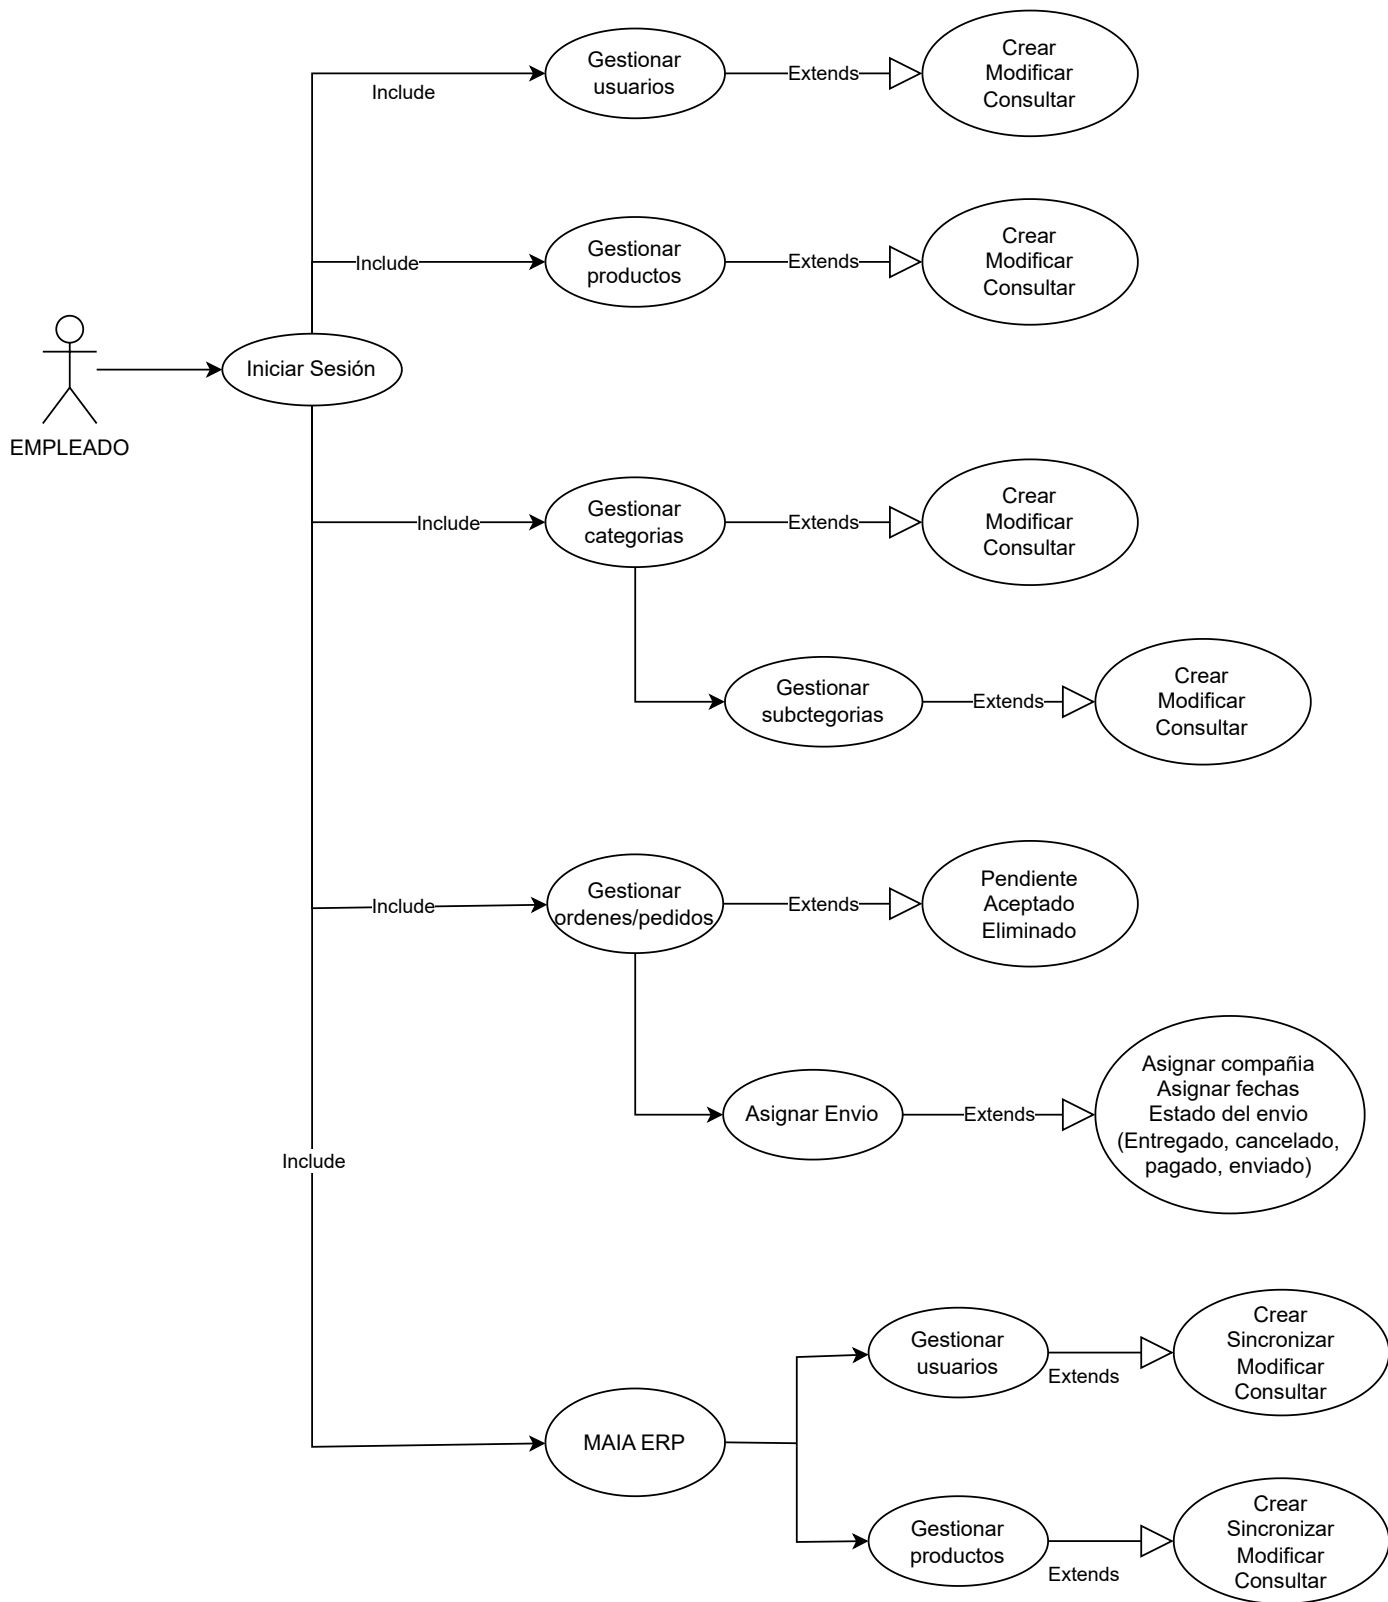 Gestionar
usuarios
Extends
Crear
Modificar
Consultar
Include
Gestionar
productos
Extends
Crear
Modificar
Consultar
Include
Iniciar Sesión
EMPLEADO
Gestionar
categorias
Include
Extends
Crear
Modificar
Consultar
Gestionar
subctegorias
Extends
Crear
Modificar
Consultar
Include
Gestionar
ordenes/pedidos
Extends
Pendiente
Aceptado
Eliminado
Asignar Envio
Extends
Asignar compañia
Asignar fechas
Estado del envio
(Entregado, cancelado,
pagado, enviado)
Include
MAIA ERP
Gestionar
usuarios
Extends
Crear
Sincronizar
Modificar
Consultar
Gestionar
productos
Extends
Crear
Sincronizar
Modificar
Consultar